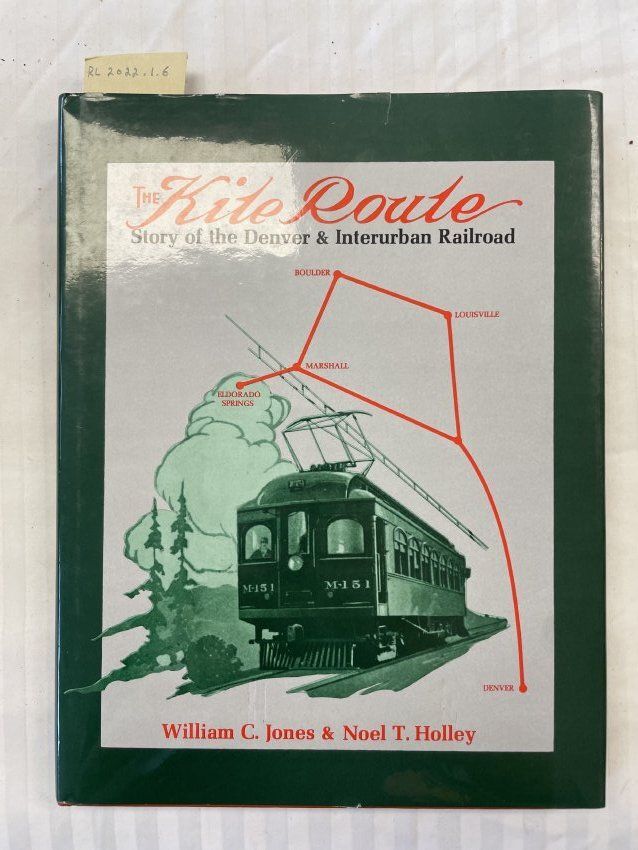 RL 2022.1.6
THE Kite Route
Story of the Denver & Interurban Railroad
BOULDER
LOUISVILLE
MARSHALL
ELDORADO
SPRINGS
M-151
M-151
DENVER
William C. Jones & Noel T. Holley